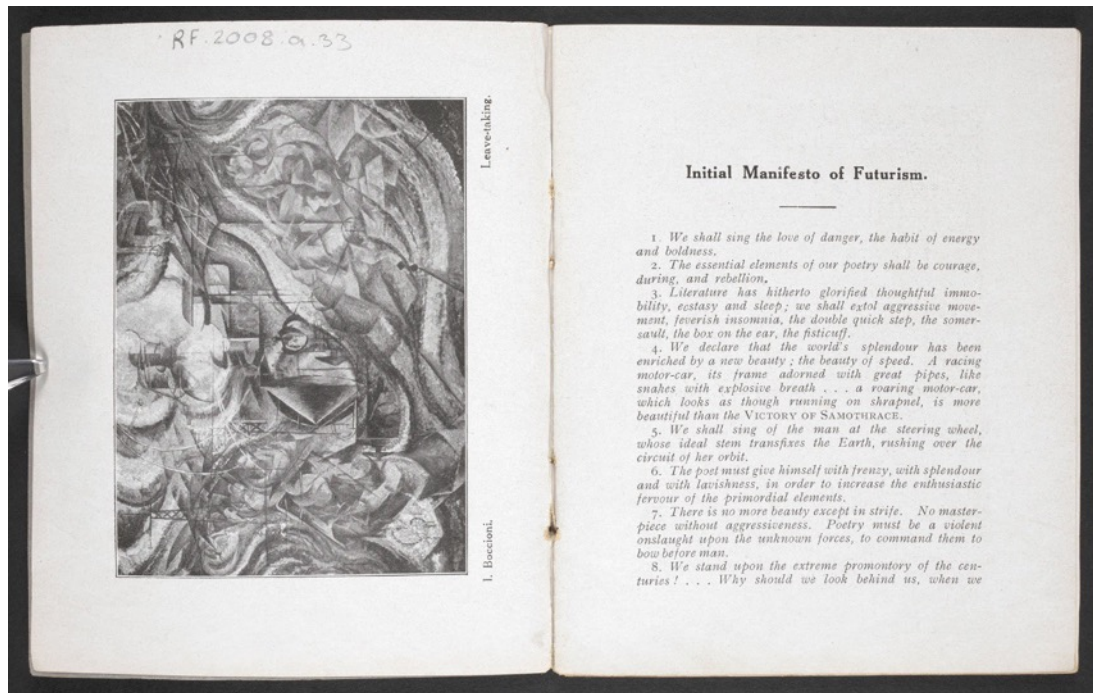 RF.2008.a.33
Leave-taking.
1. Boccioni.
Initial Manifesto of Futurism.
1. We shall sing the love of danger, the habit of energy
and boldness.
2. The essential elements of our poetry shall be courage,
during, and rebellion.
3. Literature has hitherto glorified thoughtful immo-
bility, ecstasy and sleep; we shall extol aggressive move-
ment, feverish insomnia, the double quick step, the somer-
sault, the box on the ear, the fisticuff.
4. We declare that the world's splendour has been
enriched by a new beauty; the beauty of speed. A racing
motor-car, its frame adorned with great pipes, like
snakes with explosive breath . . . a roaring motor-car,
which looks as though running on shrapnel, is more
beautiful than the VICTORY OF SAMOTHRACE.
5. We shall sing of the man at the steering wheel,
whose ideal stem transfixes the Earth, rushing over the
circuit of her orbit.
6. The poet must give himself with frenzy, with splendour
and with lavishness, in order to increase the enthusiastic
fervour of the primordial elements.
7. There is no more beauty except in strife. No master-
piece without aggressiveness. Poetry must be a violent
onslaught upon the unknown forces, to command them to
bow before man.
8. We stand upon the extreme promontory of the cen-
turies! . . . Why should we look behind us, when we